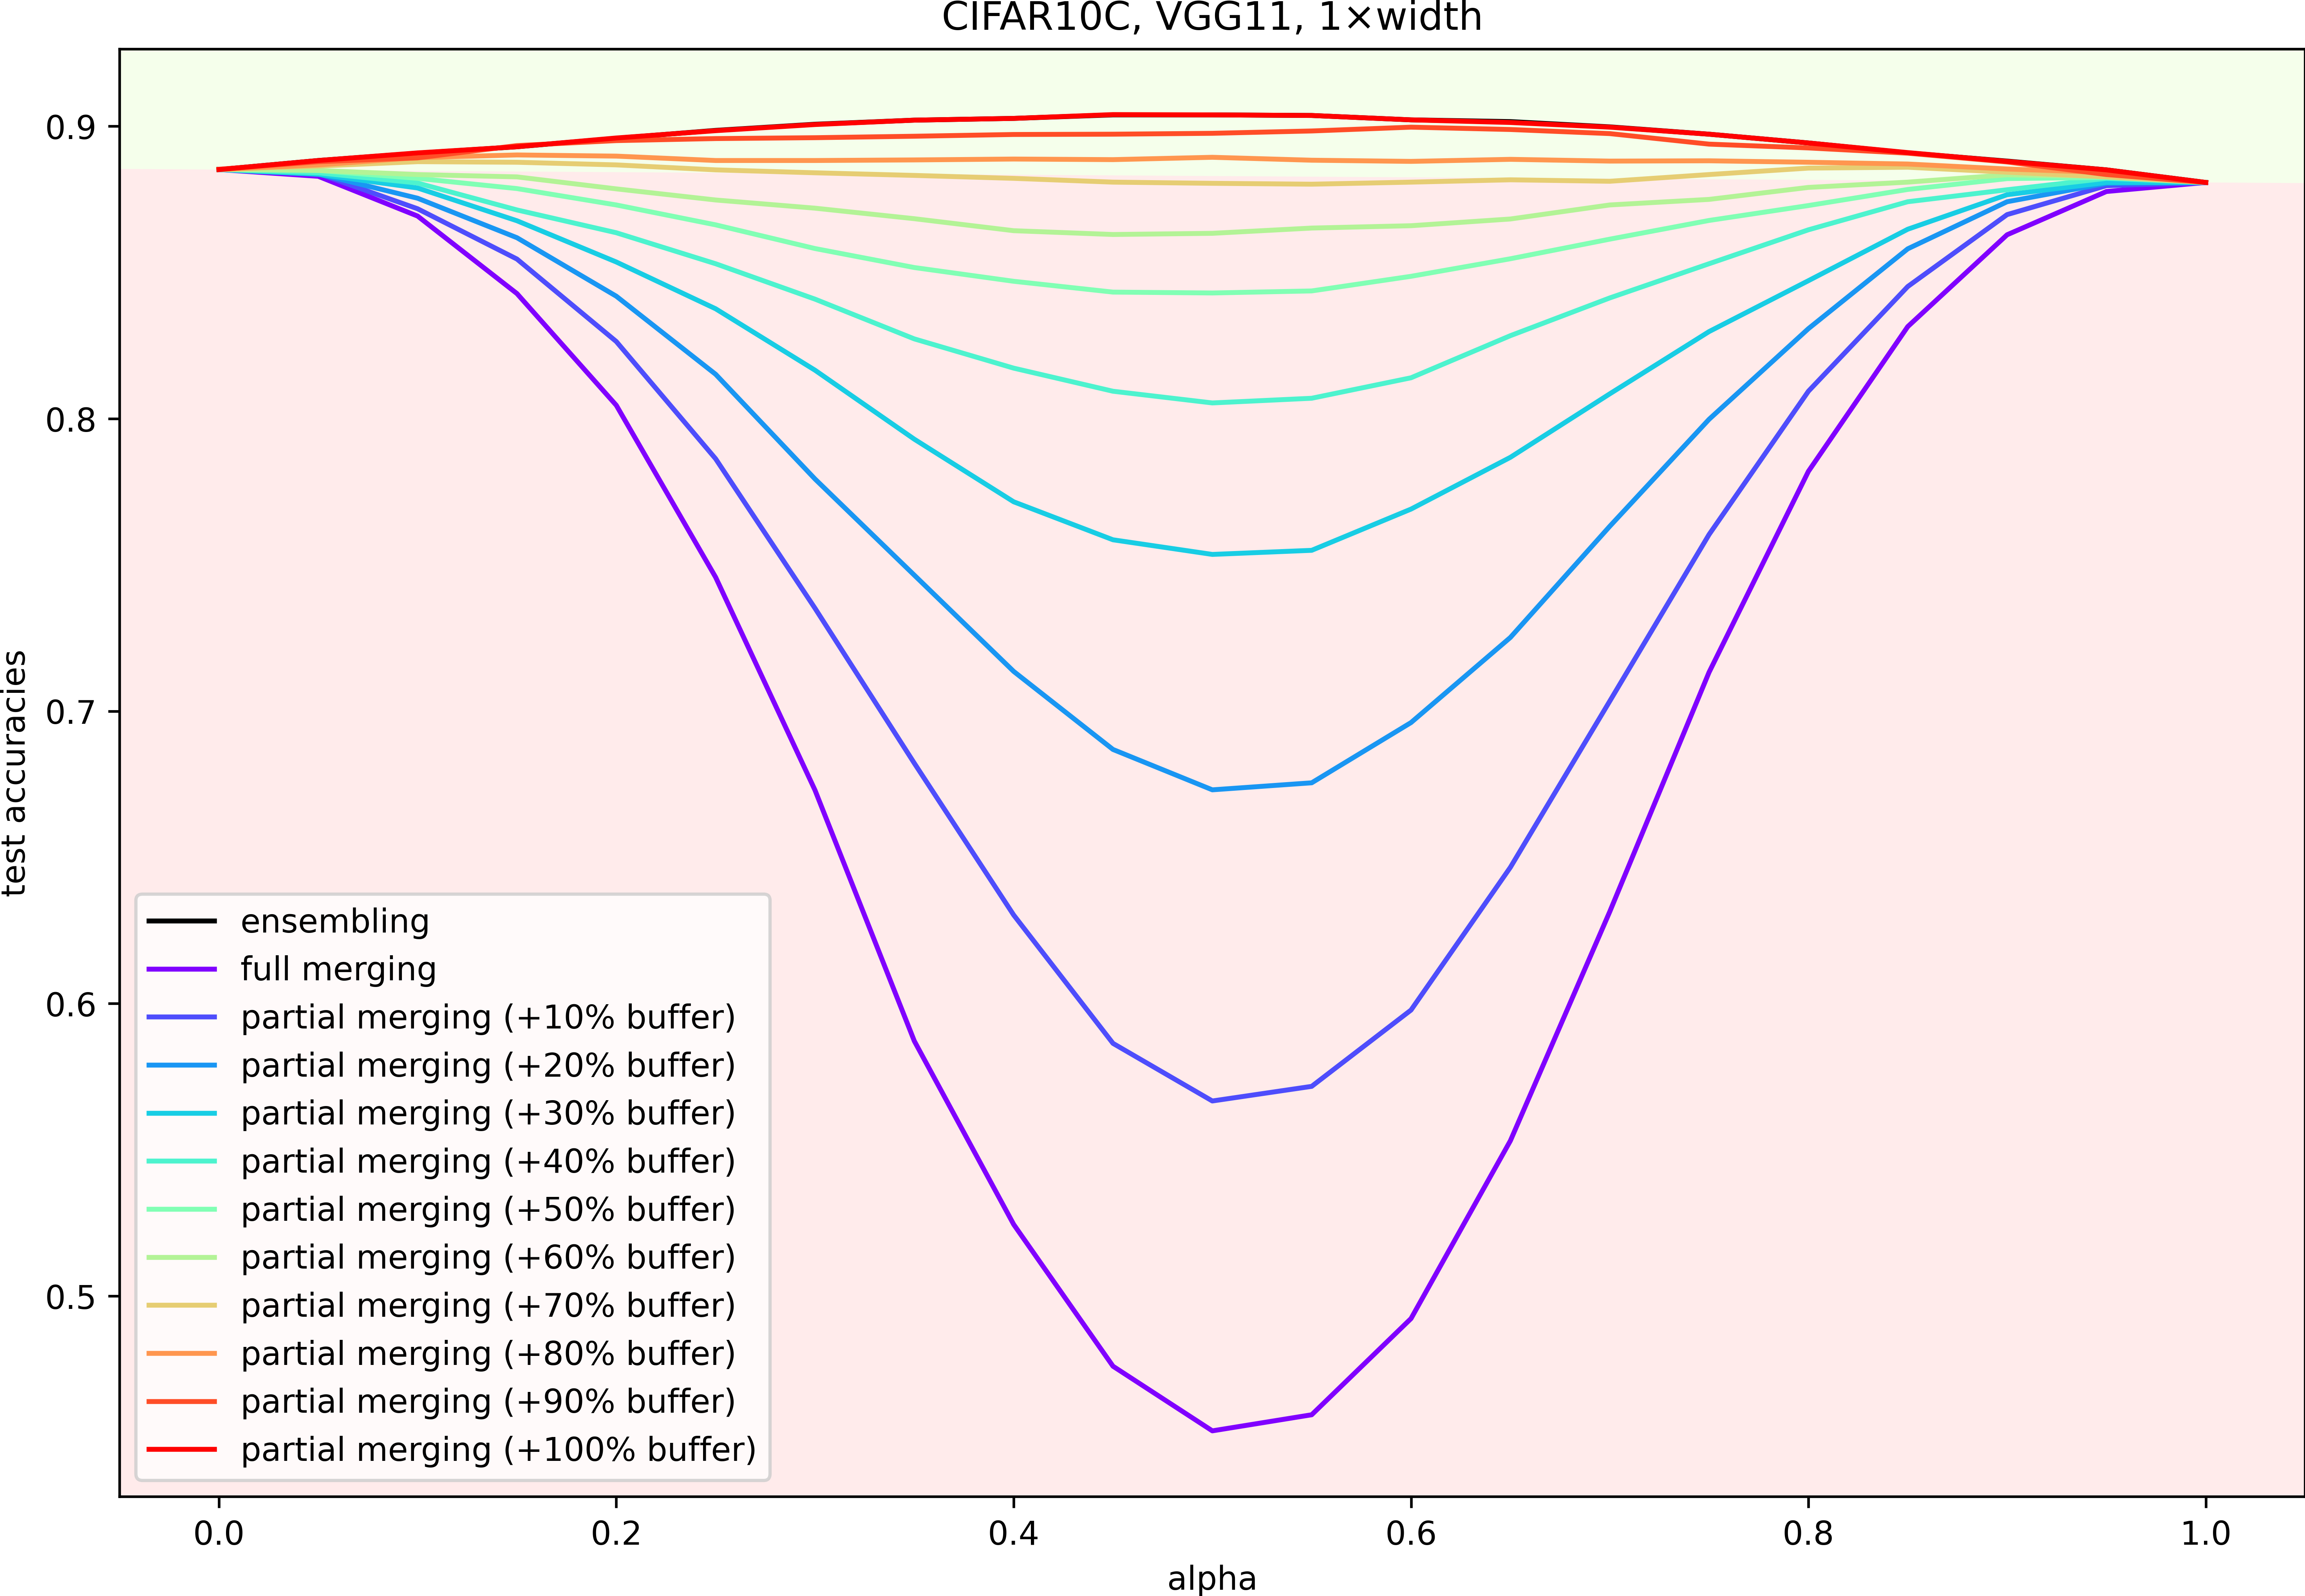 CIFAR10C, VGG11, 1×width
test accuracies
0.9
0.8
0.7
0.6
0.5
ensembling
full merging
partial merging (+10% buffer)
partial merging (+20% buffer)
partial merging (+30% buffer)
partial merging (+40% buffer)
partial merging (+50% buffer)
partial merging (+60% buffer)
partial merging (+70% buffer)
partial merging (+80% buffer)
partial merging (+90% buffer)
partial merging (+100% buffer)
0.0 0.2 0.4 0.6 0.8 1.0
alpha